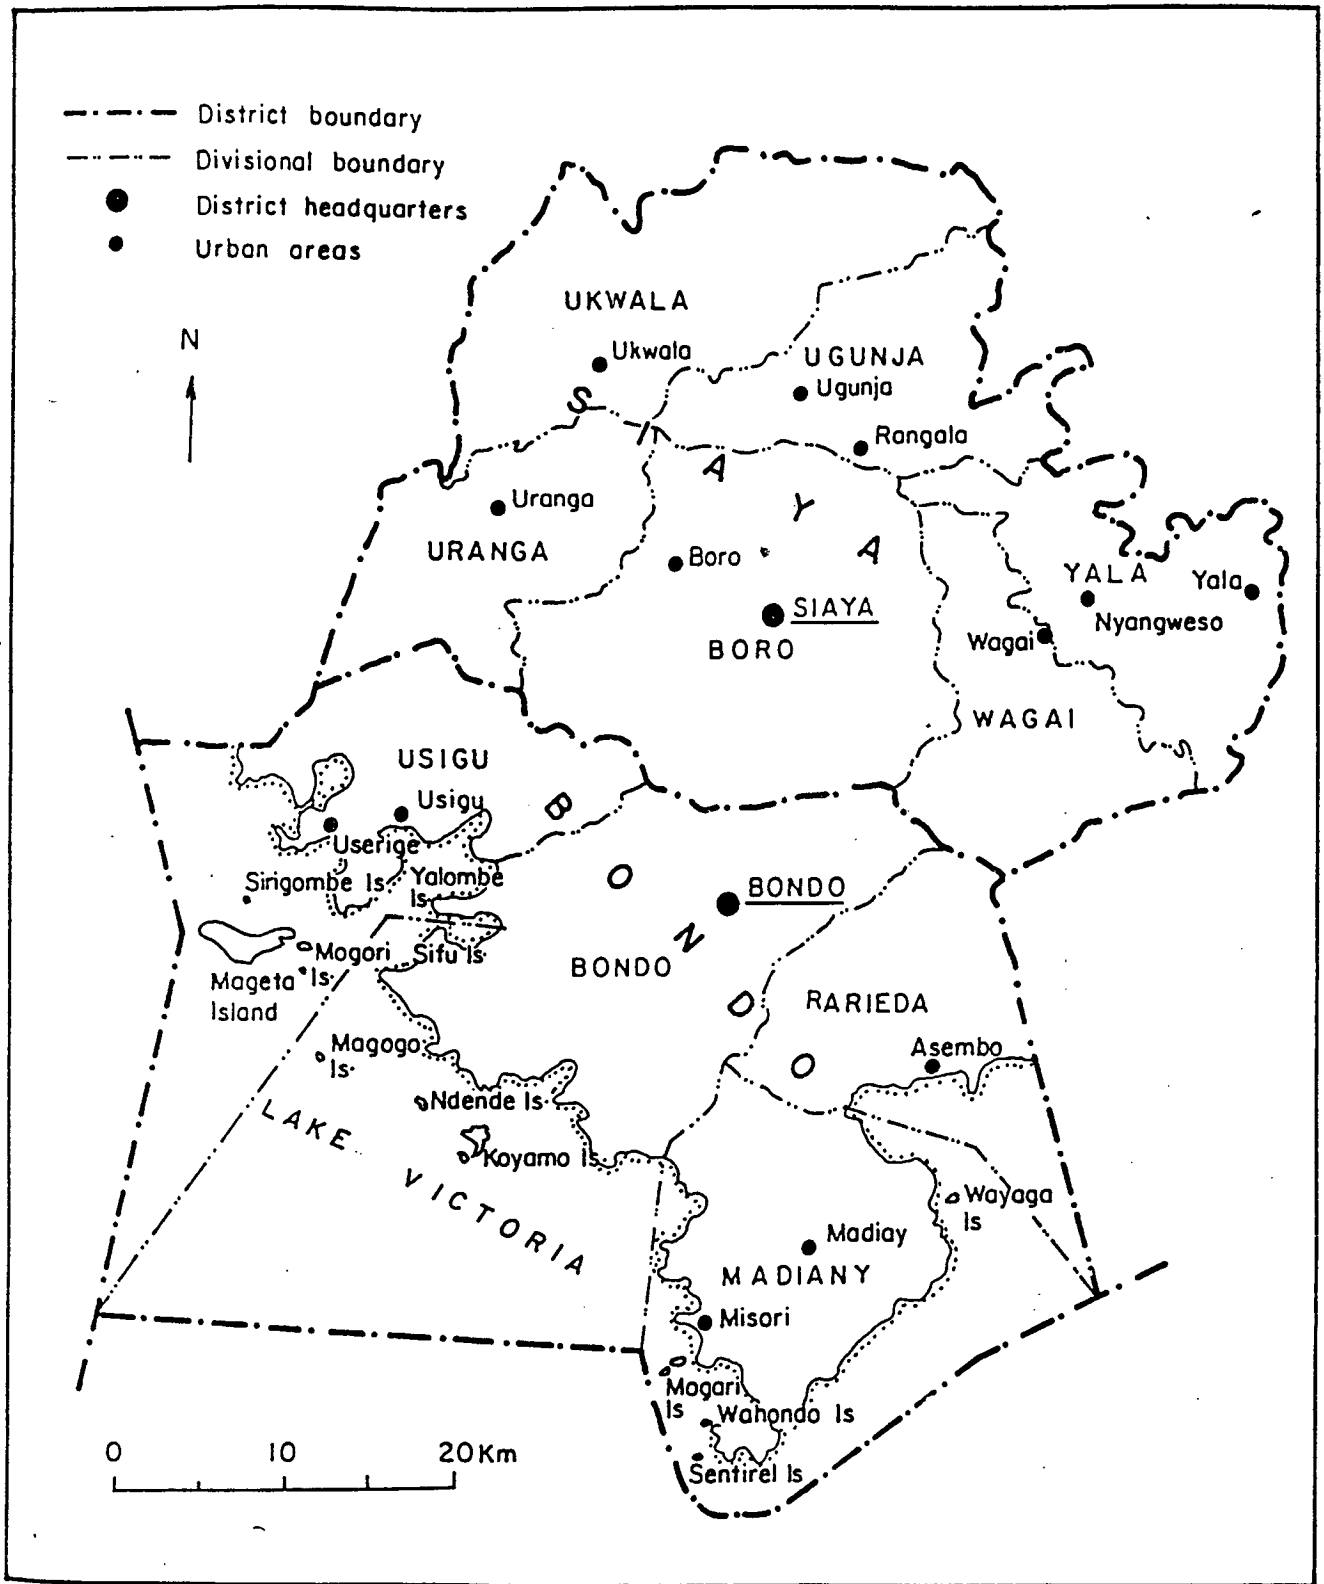 District boundary
Divisional boundary
District headquarters
Urban areas
N
UKWALA
Ukwala
UGUNJA
Ugunja
Rangala
SIAYA
Uranga
URANGA
Boro
SIAYA
BORO
YALA
Yala
Nyangweso
Wagai
WAGAI
USIGU
Usigu
Userige
Sirigombe Is
Yalombe
Is.
BONDO
BONDO
BONDO
Mogori
Is.
Sifu Is.
Mageta
Island
RARIEDA
Asembo
Magogo
Is.
Ndende Is.
Koyamo Is.
LAKE VICTORIA
Wayaga
Is
Madiay
MADIANY
Misori
Mogari
Is
Wahondo Is
Sentirel Is
0 10 20Km